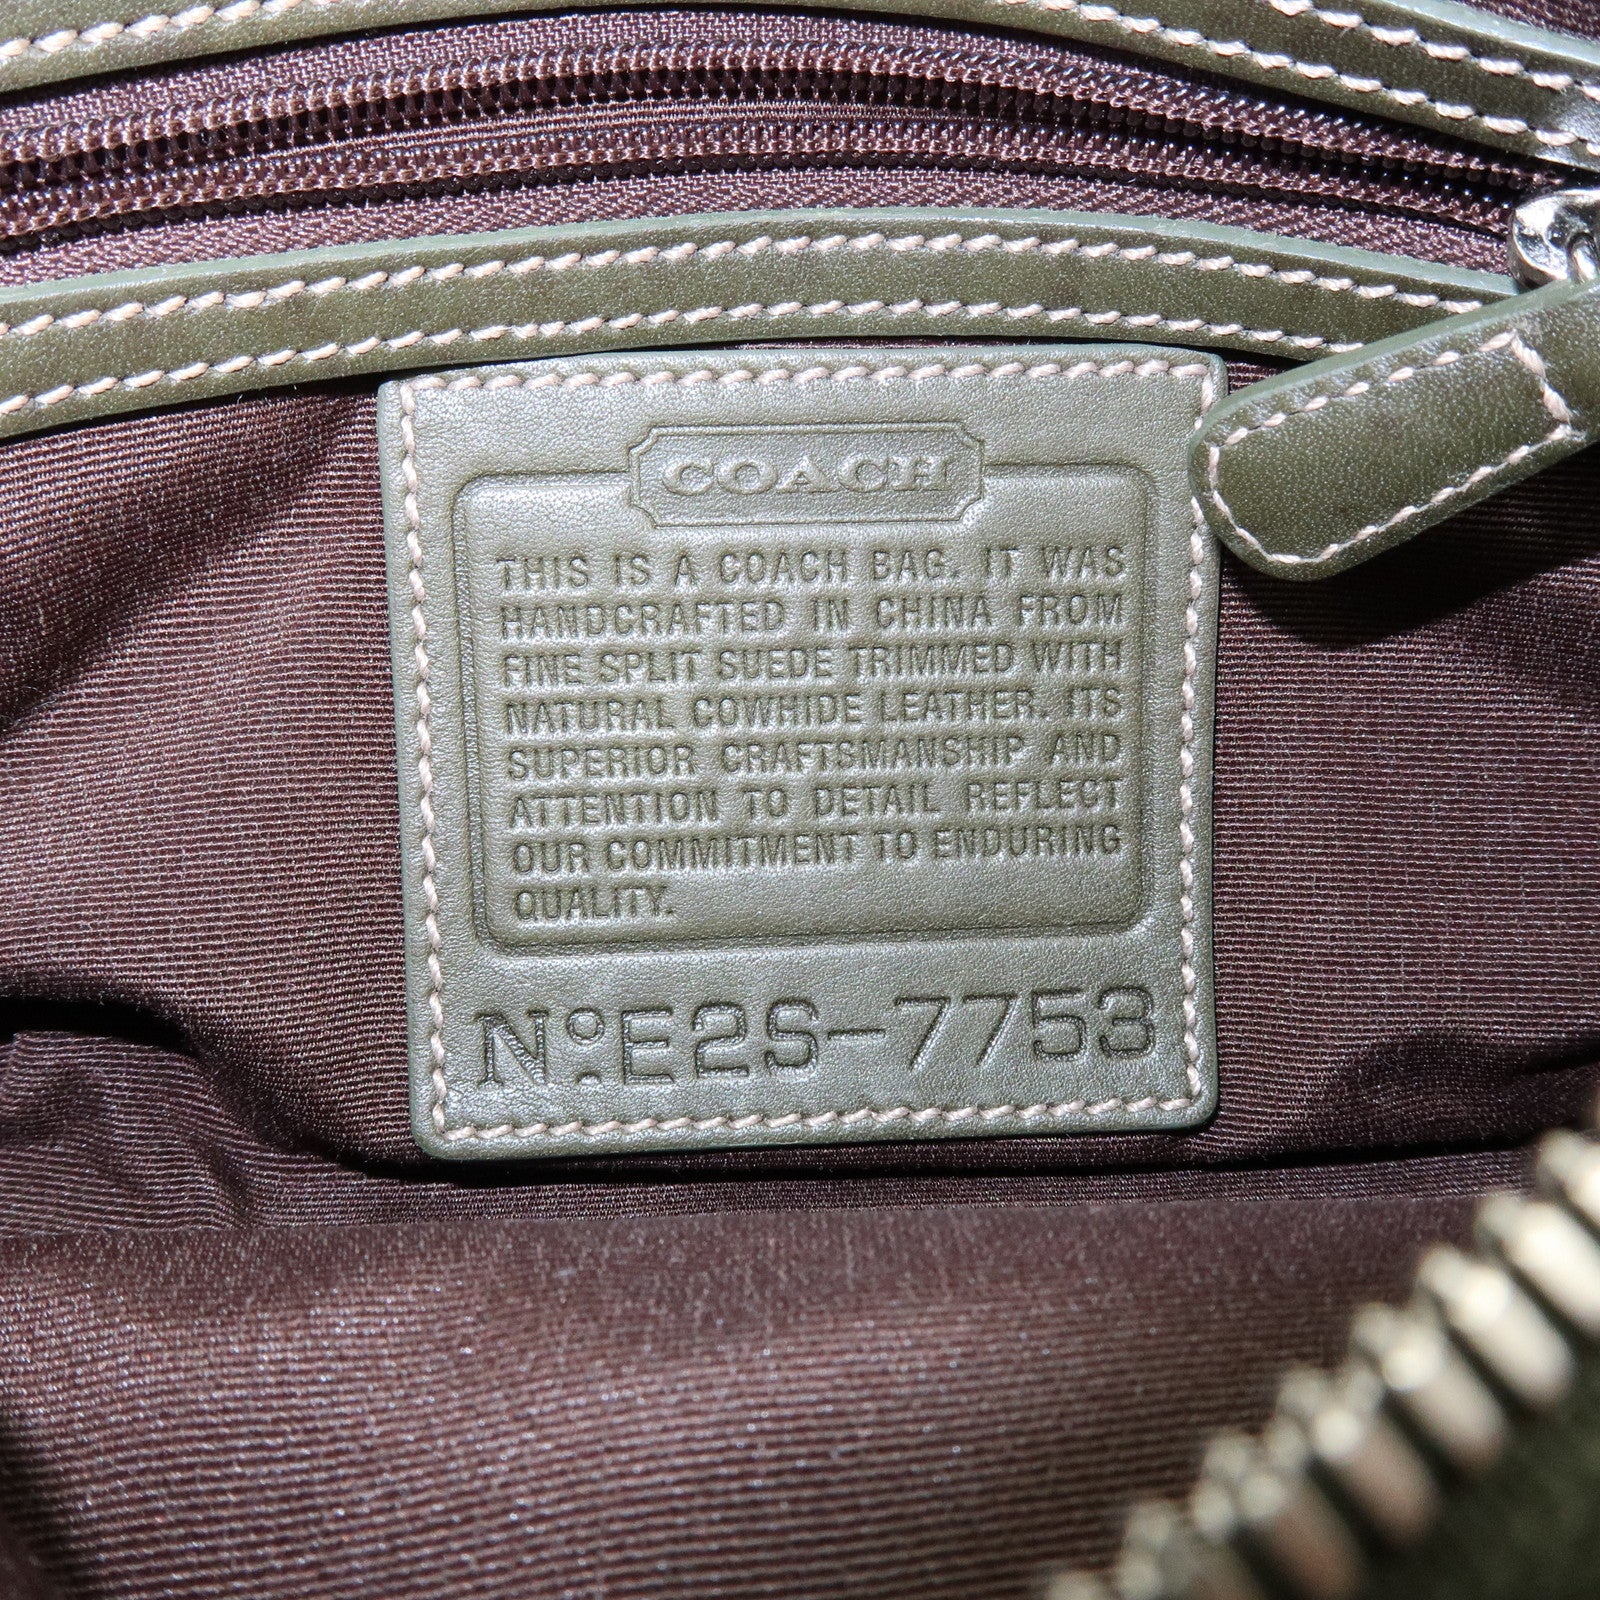 COACH
THIS IS A COACH BAG. IT WAS
HANDCRAFTED IN CHINA FROM
FINE SPLIT SUEDE TRIMMED WITH
NATURAL COWHIDE LEATHER. ITS
SUPERIOR CRAFTSMANSHIP AND
ATTENTION TO DETAIL REFLECT
OUR COMMITMENT TO ENDURING
QUALITY.
Nº. E2S-7753